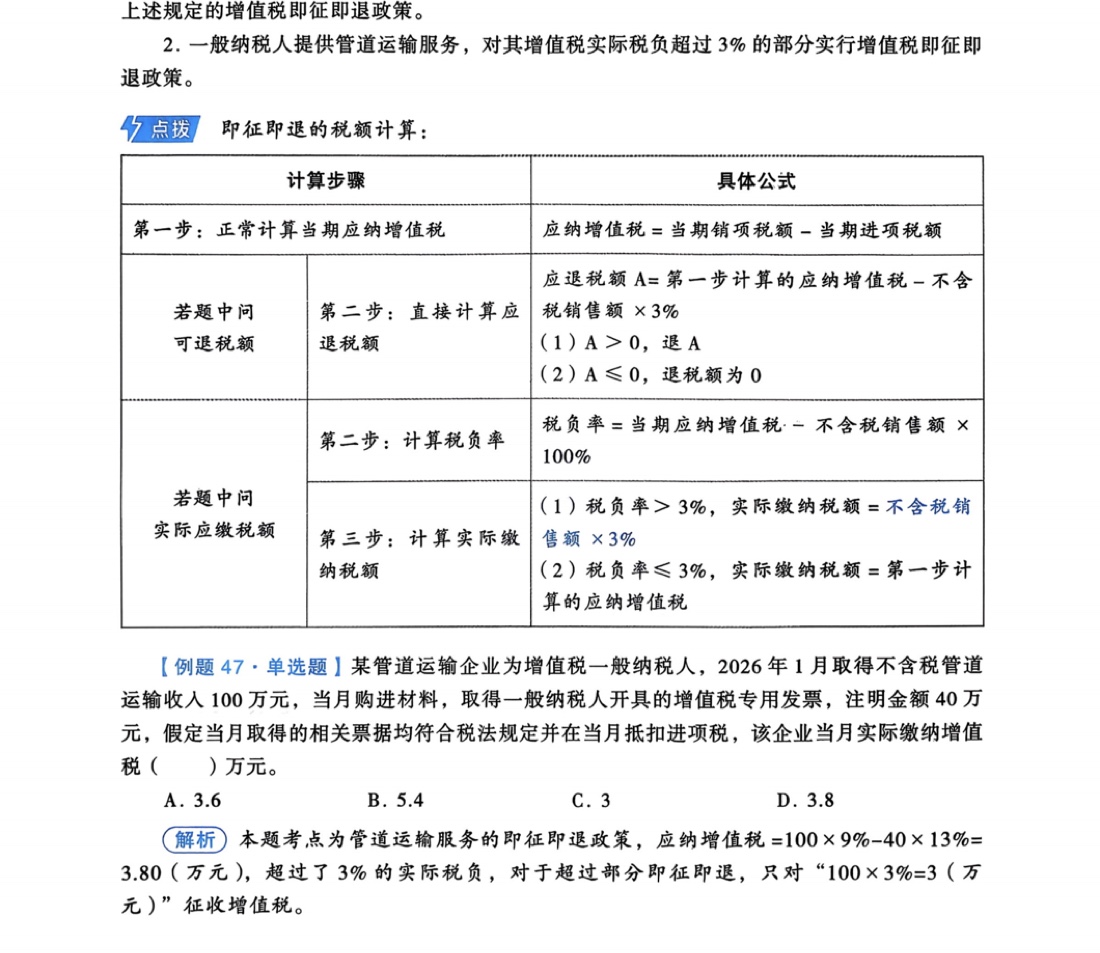 上述规定的增值税即征即退政策。
2. 一般纳税人提供管道运输服务，对其增值税实际税负超过 3% 的部分实行增值税即征即
退政策。
点拨 即征即退的税额计算：
计算步骤 具体公式
第一步：正常计算当期应纳增值税 应纳增值税 = 当期销项税额 – 当期进项税额
若题中问
可退税额
第二步：直接计算应
退税额
应退税额 A= 第一步计算的应纳增值税 – 不含
税销售额 ×3%
（1）A > 0，退 A
（2）A ≤ 0，退税额为 0
若题中问
实际应缴税额
第二步：计算税负率
税负率 = 当期应纳增值税 – 不含税销售额 ×
100%
第三步：计算实际缴
纳税额
（1）税负率> 3%，实际缴纳税额 = 不含税销
售额 ×3%
（2）税负率≤ 3%，实际缴纳税额 = 第一步计
算的应纳增值税
【例题 47·单选题】某管道运输企业为增值税一般纳税人，2026 年 1 月取得不含税管道
运输收入 100 万元，当月购进材料，取得一般纳税人开具的增值税专用发票，注明金额 40 万
元，假定当月取得的相关票据均符合税法规定并在当月抵扣进项税，该企业当月实际缴纳增值
税（　　）万元。
A. 3.6 B. 5.4 C. 3 D. 3.8
解析 本题考点为管道运输服务的即征即退政策，应纳增值税 =100×9%–40×13%=
3.80（万元），超过了 3% 的实际税负，对于超过部分即征即退，只对“100×3%=3（万
元）”征收增值税。